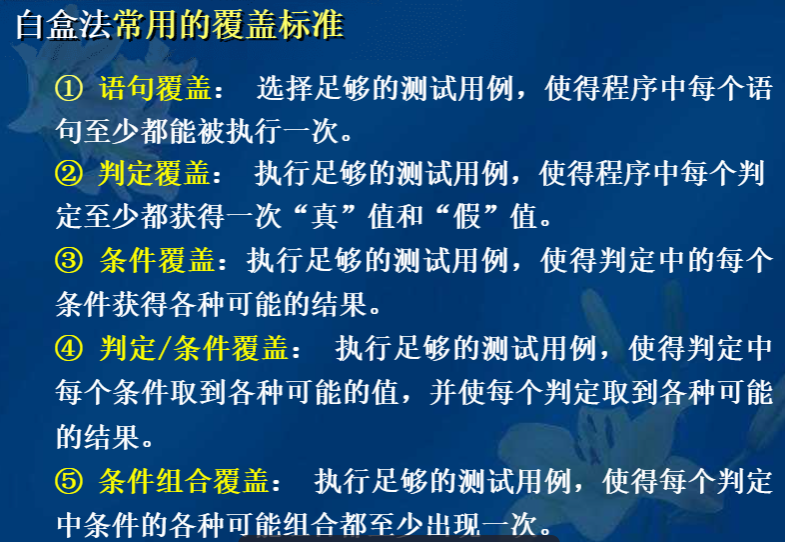 白盒法常用的覆盖标准
① 语句覆盖： 选择足够的测试用例，使得程序中每个语
句至少都能被执行一次。
② 判定覆盖： 执行足够的测试用例，使得程序中每个判
定至少都获得一次“真”值和“假”值。
③ 条件覆盖：执行足够的测试用例，使得判定中的每个
条件获得各种可能的结果。
④ 判定/条件覆盖： 执行足够的测试用例，使得判定中
每个条件取到各种可能的值，并使每个判定取到各种可能
的结果。
⑤ 条件组合覆盖： 执行足够的测试用例，使得每个判定
中条件的各种可能组合都至少出现一次。